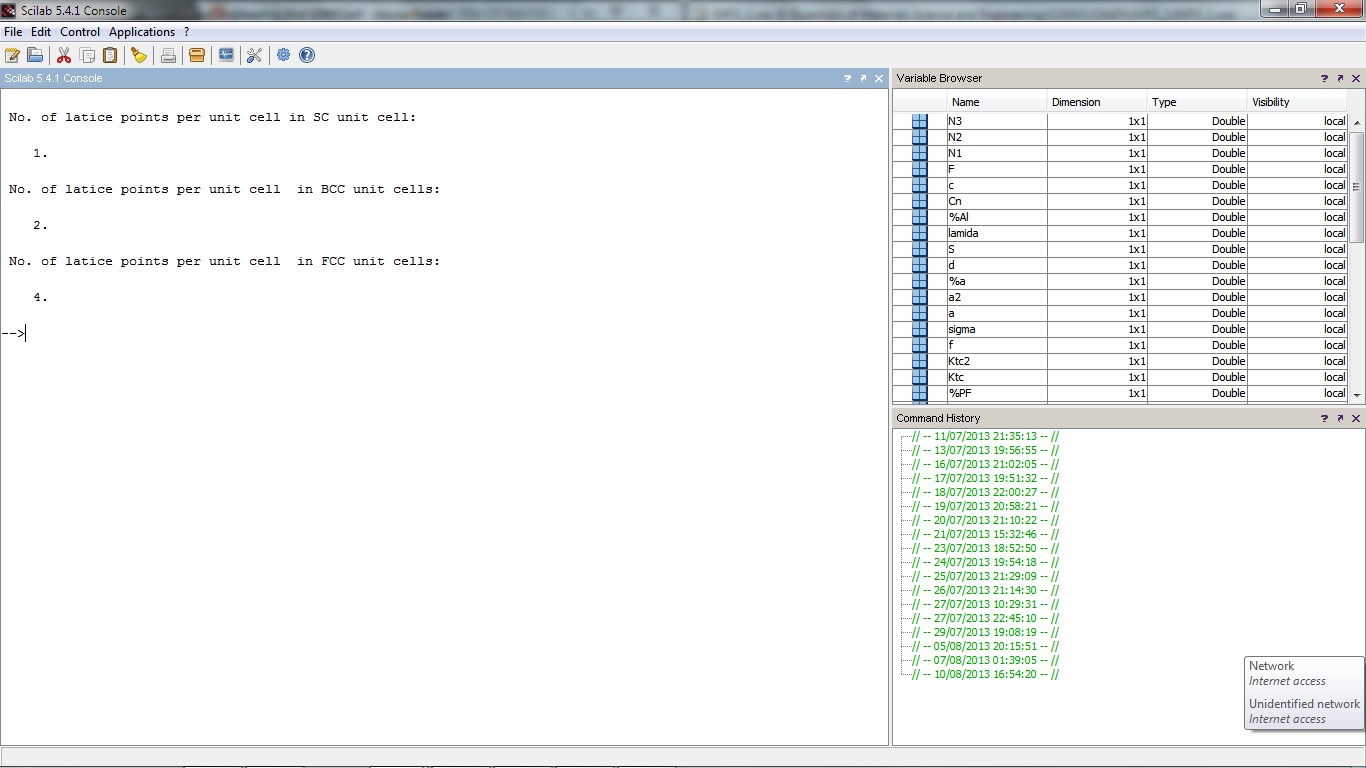 Scilab 5.4.1 Console
File Edit Control Applications ?
Scilab 5.4.1 Console
No. of latice points per unit cell in SC unit cell:
1.
No. of latice points per unit cell  in BCC unit cells:
2.
No. of latice points per unit cell  in FCC unit cells:
4.
-->
Variable Browser
Name Dimension Type Visibility
N3 1x1 Double local
N2 1x1 Double local
N1 1x1 Double local
F 1x1 Double local
c 1x1 Double local
Cn 1x1 Double local
%Al 1x1 Double local
lamida 1x1 Double local
S 1x1 Double local
d 1x1 Double local
%a 1x1 Double local
a2 1x1 Double local
a 1x1 Double local
sigma 1x1 Double local
f 1x1 Double local
Ktc2 1x1 Double local
Ktc 1x1 Double local
%PF 1x1 Double local
Command History
// -- 11/07/2013 21:35:13 -- //
// -- 13/07/2013 19:56:55 -- //
// -- 16/07/2013 21:02:05 -- //
// -- 17/07/2013 19:51:32 -- //
// -- 18/07/2013 22:00:27 -- //
// -- 19/07/2013 20:58:21 -- //
// -- 20/07/2013 21:10:22 -- //
// -- 21/07/2013 15:32:46 -- //
// -- 23/07/2013 18:52:50 -- //
// -- 24/07/2013 19:54:18 -- //
// -- 25/07/2013 21:29:09 -- //
// -- 26/07/2013 21:14:30 -- //
// -- 27/07/2013 10:29:31 -- //
// -- 27/07/2013 22:45:10 -- //
// -- 29/07/2013 19:08:19 -- //
// -- 05/08/2013 20:15:51 -- //
// -- 07/08/2013 01:39:05 -- //
// -- 10/08/2013 16:54:20 -- //
Network
Internet access
Unidentified network
Internet access